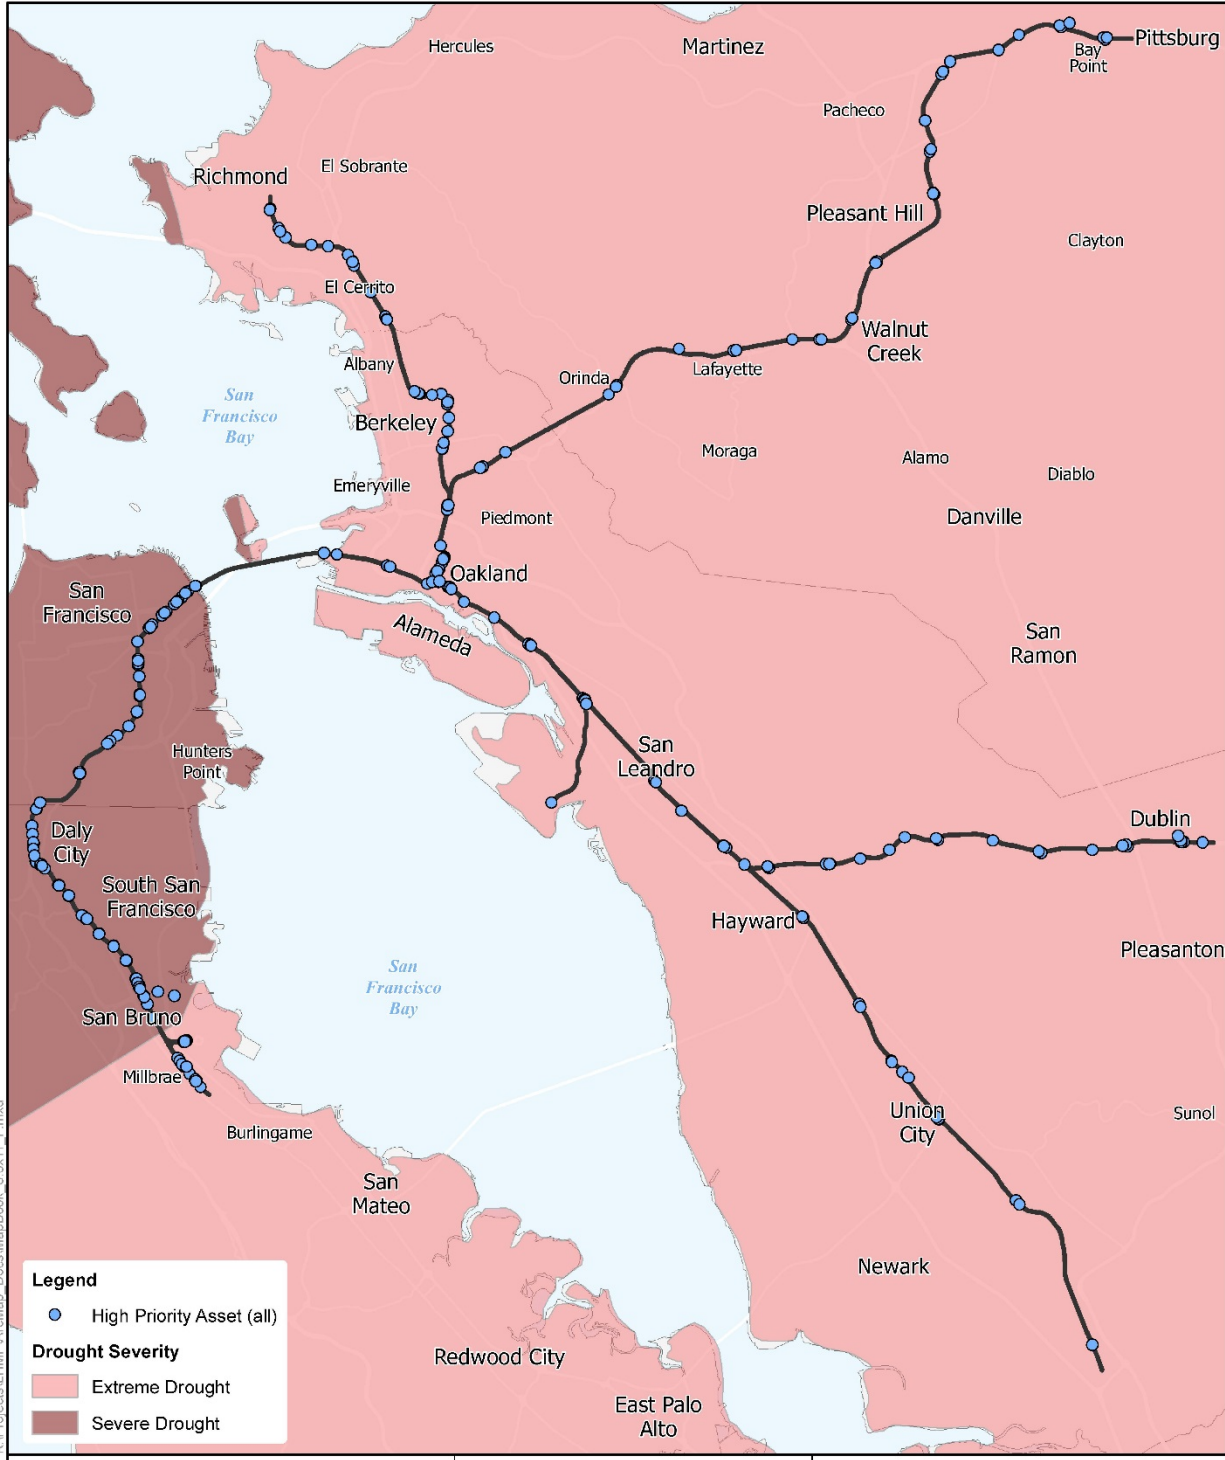 Hercules
Martinez
Pittsburg
Bay
Point
Pacheco
El Sobrante
Richmond
Pleasant Hill
Clayton
El Cerrito
Walnut
Creek
Albany
Orinda
Lafayette
San
Francisco
Bay
Berkeley
Moraga
Alamo
Diablo
Emeryville
Piedmont
Danville
Oakland
San
Francisco
Alameda
San
Ramon
Hunters
Point
San
Leandro
Daly
City
Dublin
South San
Francisco
Hayward
Pleasanton
San
Francisco
Bay
San Bruno
Millbrae
Union
City
Sunol
Burlingame
San
Mateo
Newark
Redwood City
East Palo
Alto
Legend
High Priority Asset (all)
Drought Severity
Extreme Drought
Severe Drought